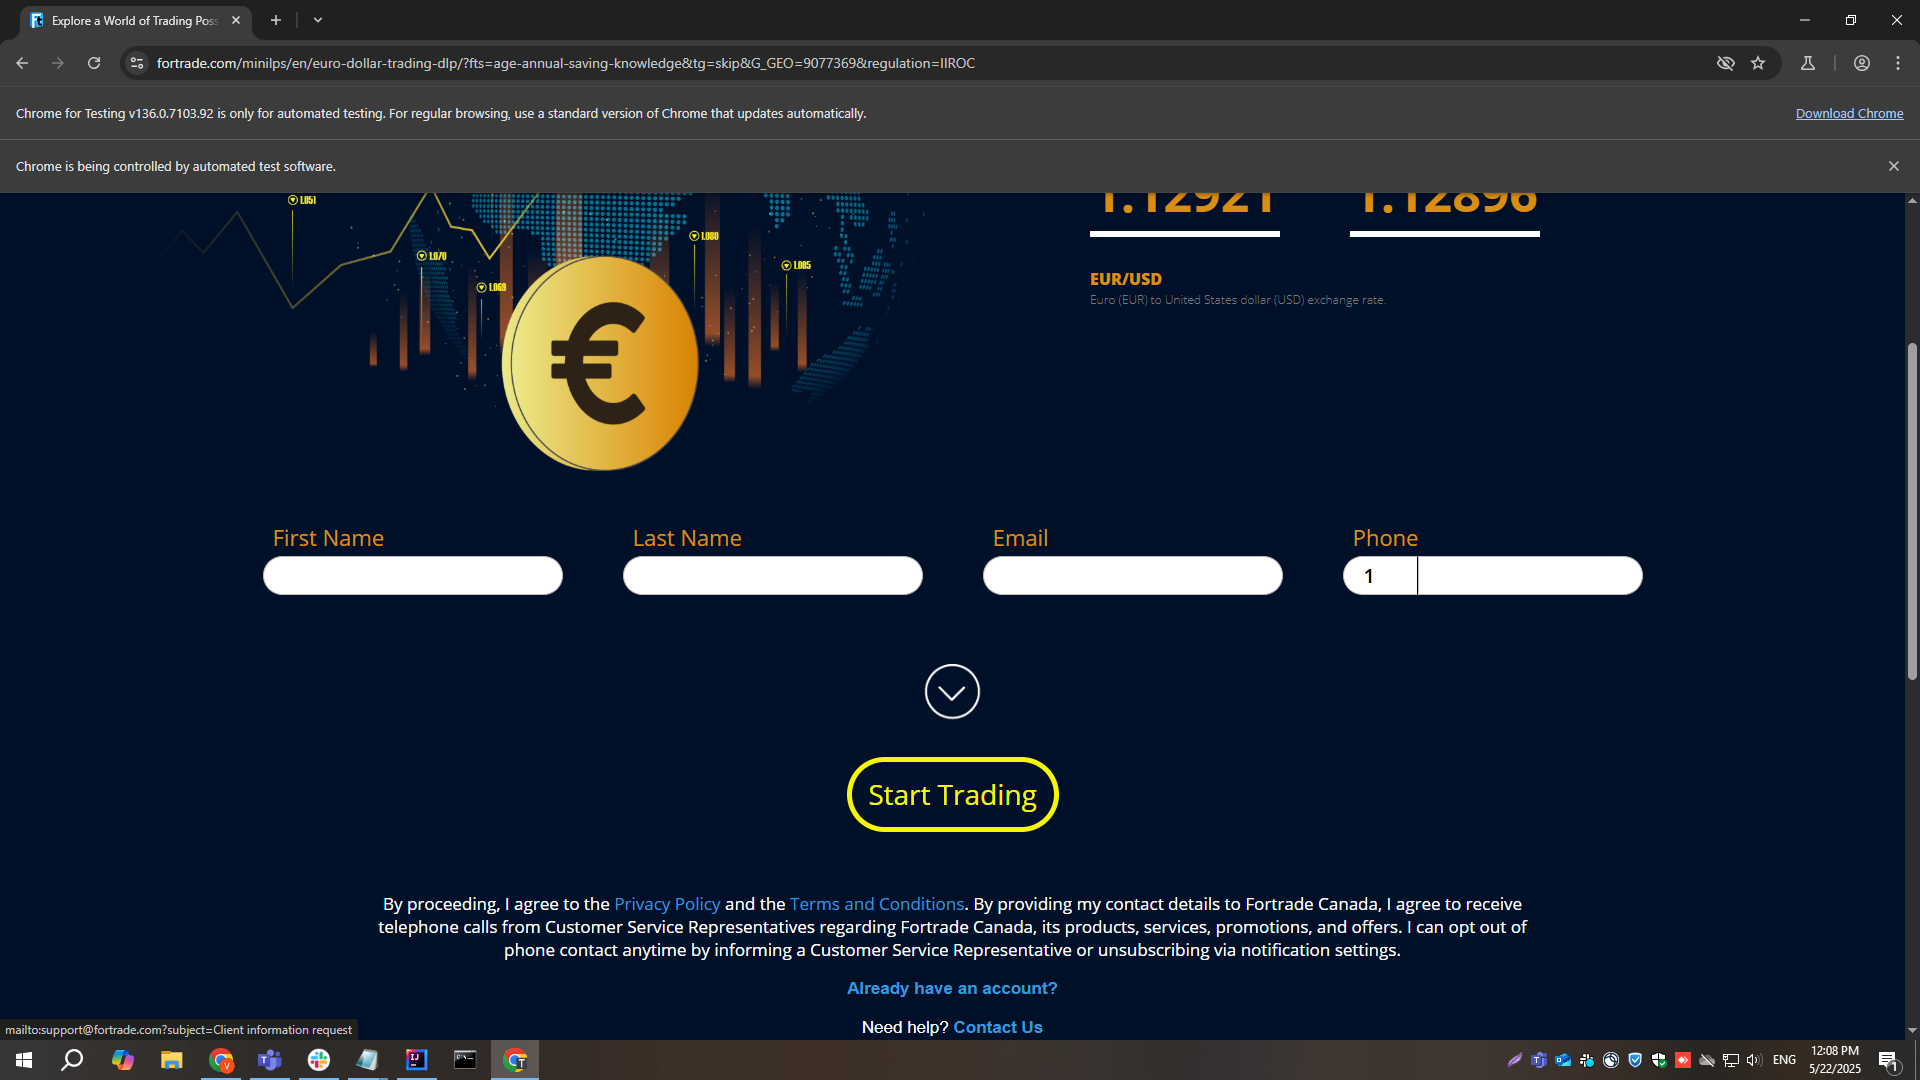 Explore a World of Trading Poss
fortrade.com/minilps/en/euro-dollar-trading-dlp/?fts=age-annual-saving-knowledge&tg=skip&G_GEO=9077369&regulation=IIROC
Chrome for Testing v136.0.7103.92 is only for automated testing. For regular browsing, use a standard version of Chrome that updates automatically.
Download Chrome
Chrome is being controlled by automated test software.
1.12921 1.12896
1.051
1.080
1.070
1.085
1.069
EUR/USD
Euro (EUR) to United States dollar (USD) exchange rate.
€
First Name Last Name Email Phone
1
Start Trading
By proceeding, I agree to the Privacy Policy and the Terms and Conditions. By providing my contact details to Fortrade Canada, I agree to receive
telephone calls from Customer Service Representatives regarding Fortrade Canada, its products, services, promotions, and offers. I can opt out of
phone contact anytime by informing a Customer Service Representative or unsubscribing via notification settings.
Already have an account?
Need help? Contact Us
mailto:support@fortrade.com?subject=Client information request
ENG
12:08 PM
5/22/2025
1